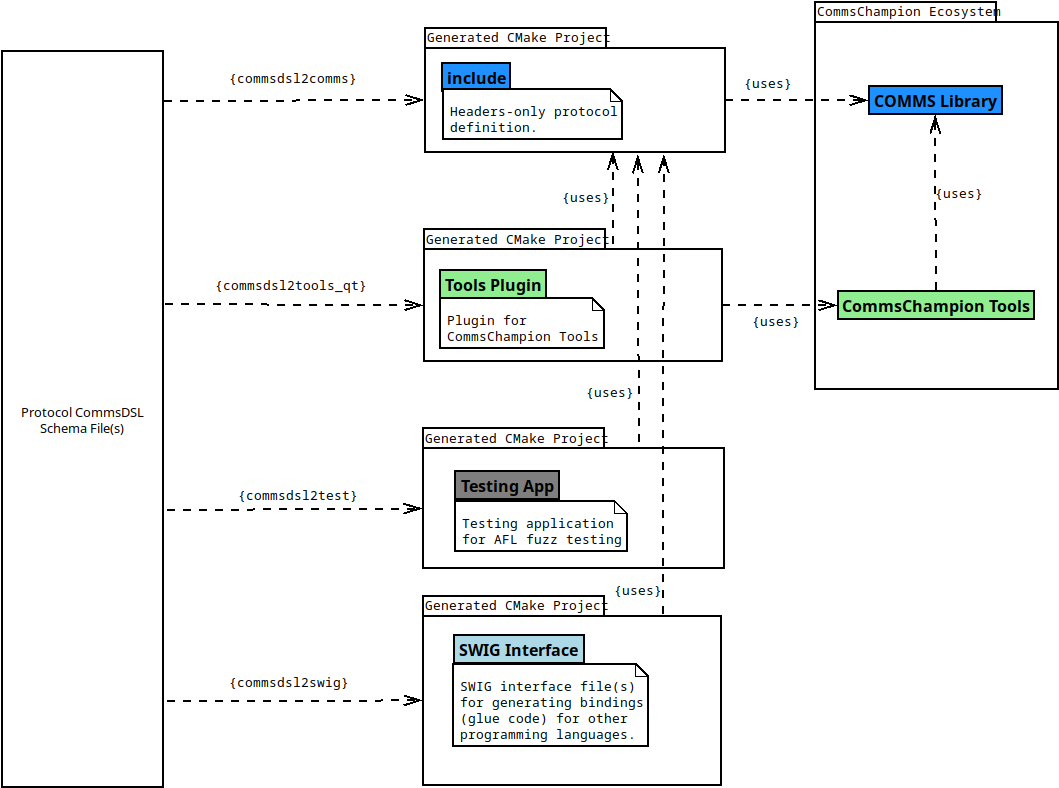 CommsChampion Ecosystem
Generated CMake Project
{commsdsl2comms}
include
{uses}
COMMS Library
Headers-only protocol
definition.
{uses}
{uses}
Generated CMake Project
{commsdsl2tools_qt}
Tools Plugin
CommsChampion Tools
Plugin for
CommsChampion Tools
{uses}
Protocol CommsDSL
Schema File(s)
{uses}
Generated CMake Project
{commsdsl2test}
Testing App
Testing application
for AFL fuzz testing
{uses}
Generated CMake Project
{commsdsl2swig}
SWIG Interface
SWIG interface file(s)
for generating bindings
(glue code) for other
programming languages.